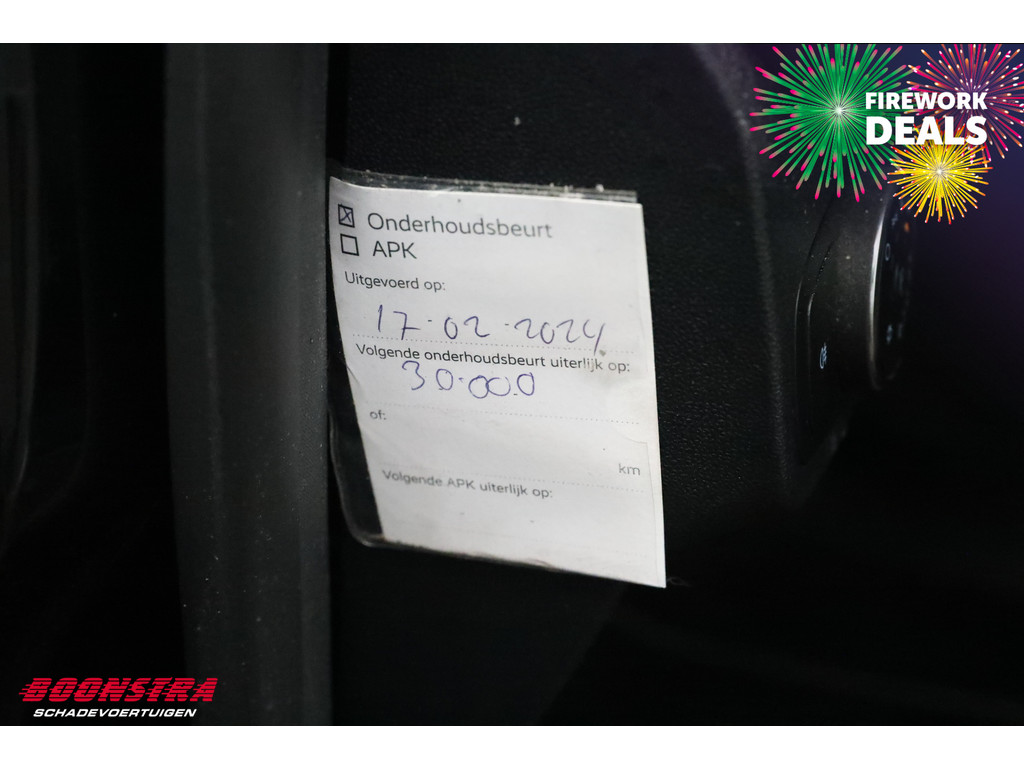 FIREWORK
DEALS
Onderhoudsbeurt
APK
Uitgevoerd op:
17-02-2024
Volgende onderhoudsbeurt uiterlijk op:
30.000
of:
km
Volgende APK uiterlijk op:
BOONSTRA
SCHADEVOERTUIGEN